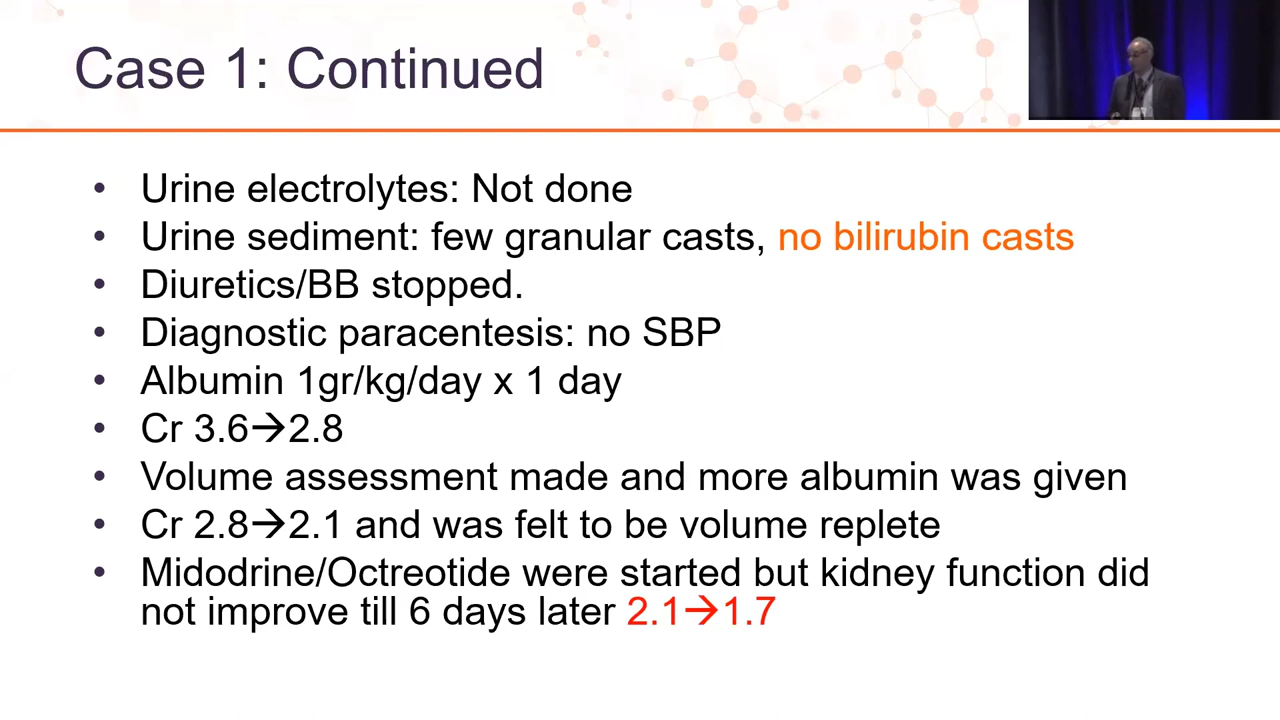 Case 1: Continued
• Urine electrolytes: Not done
• Urine sediment: few granular casts, no bilirubin casts
• Diuretics/BB stopped.
• Diagnostic paracentesis: no SBP
• Albumin 1gr/kg/day x 1 day
• Cr 3.6→2.8
• Volume assessment made and more albumin was given
• Cr 2.8→2.1 and was felt to be volume replete
• Midodrine/Octreotide were started but kidney function did
not improve till 6 days later 2.1→1.7